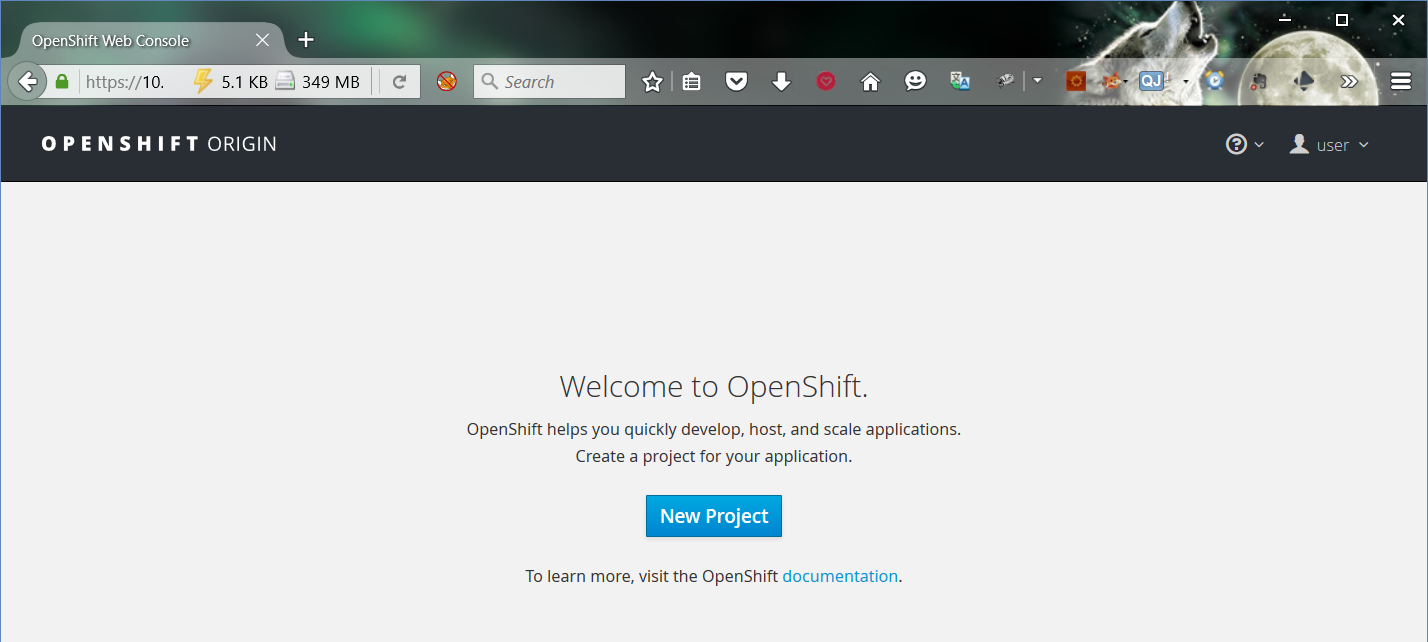 OpenShift Web Console
https://10. 5.1 KB 349 MB Search QJ
OPENSHIFT ORIGIN
user
Welcome to OpenShift.
OpenShift helps you quickly develop, host, and scale applications.
Create a project for your application.
New Project
To learn more, visit the OpenShift documentation.